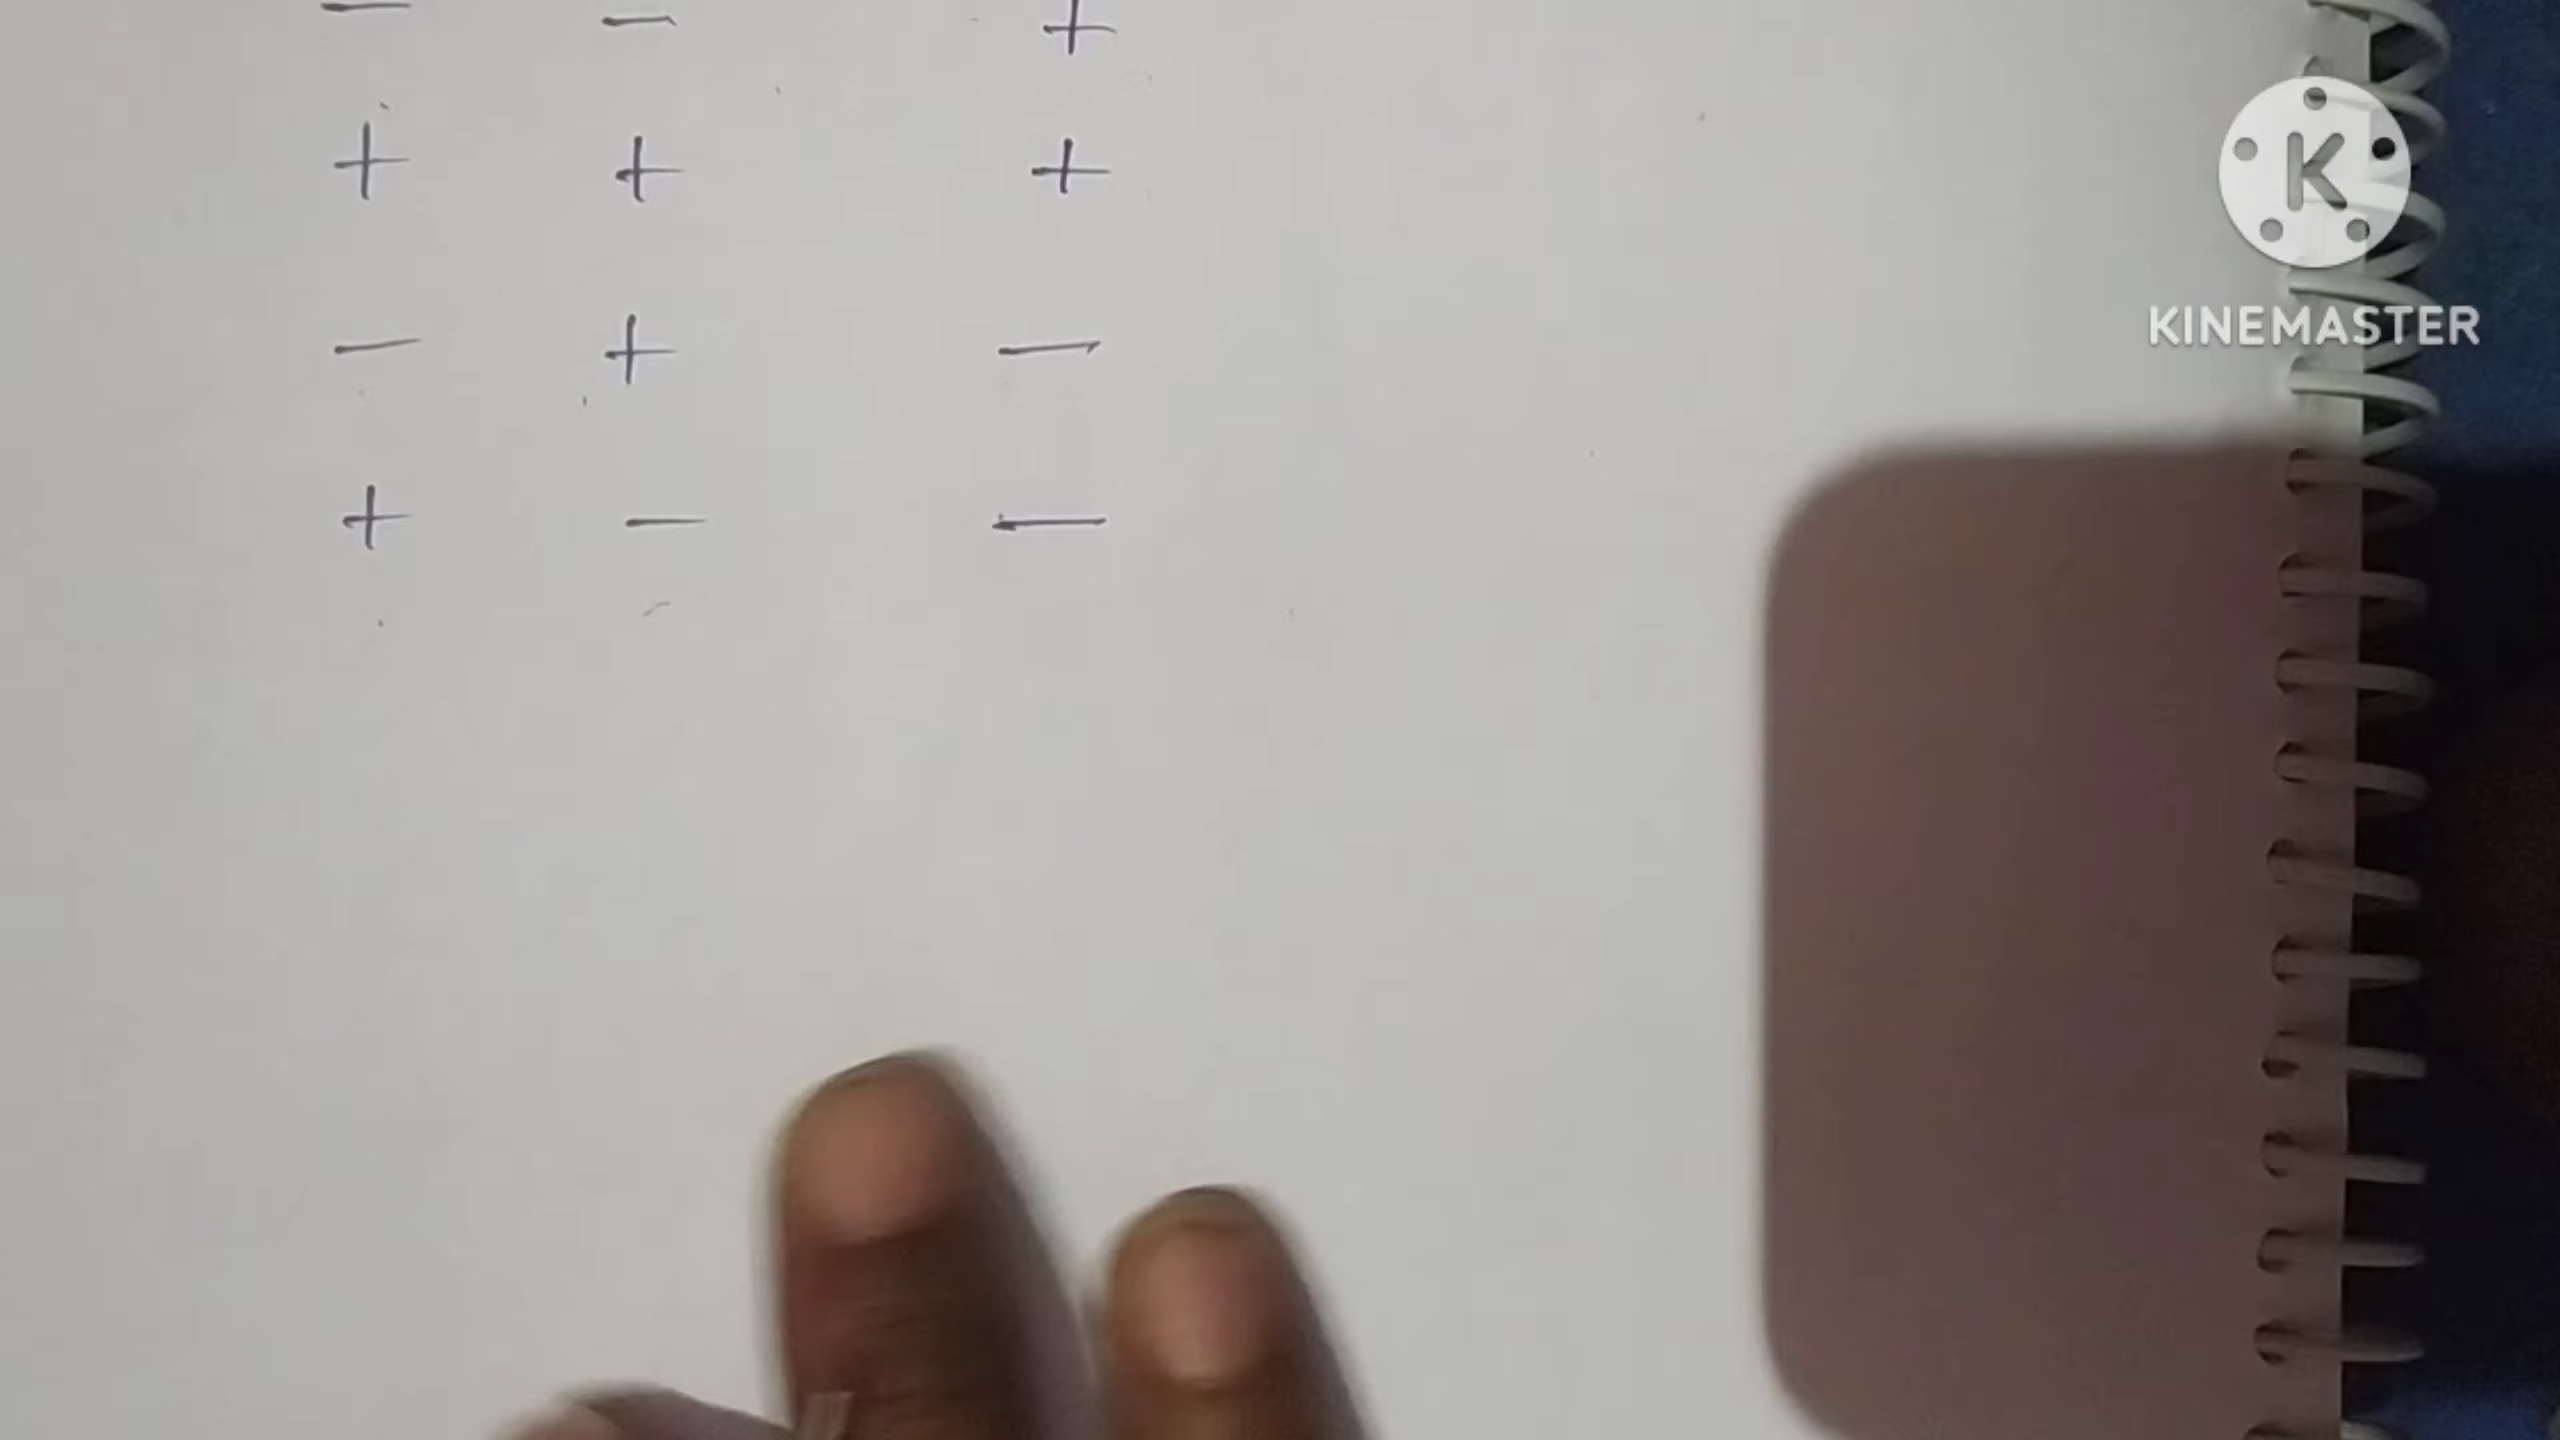 — — +
+ + +
— + —
+ — —
K
KINEMASTER